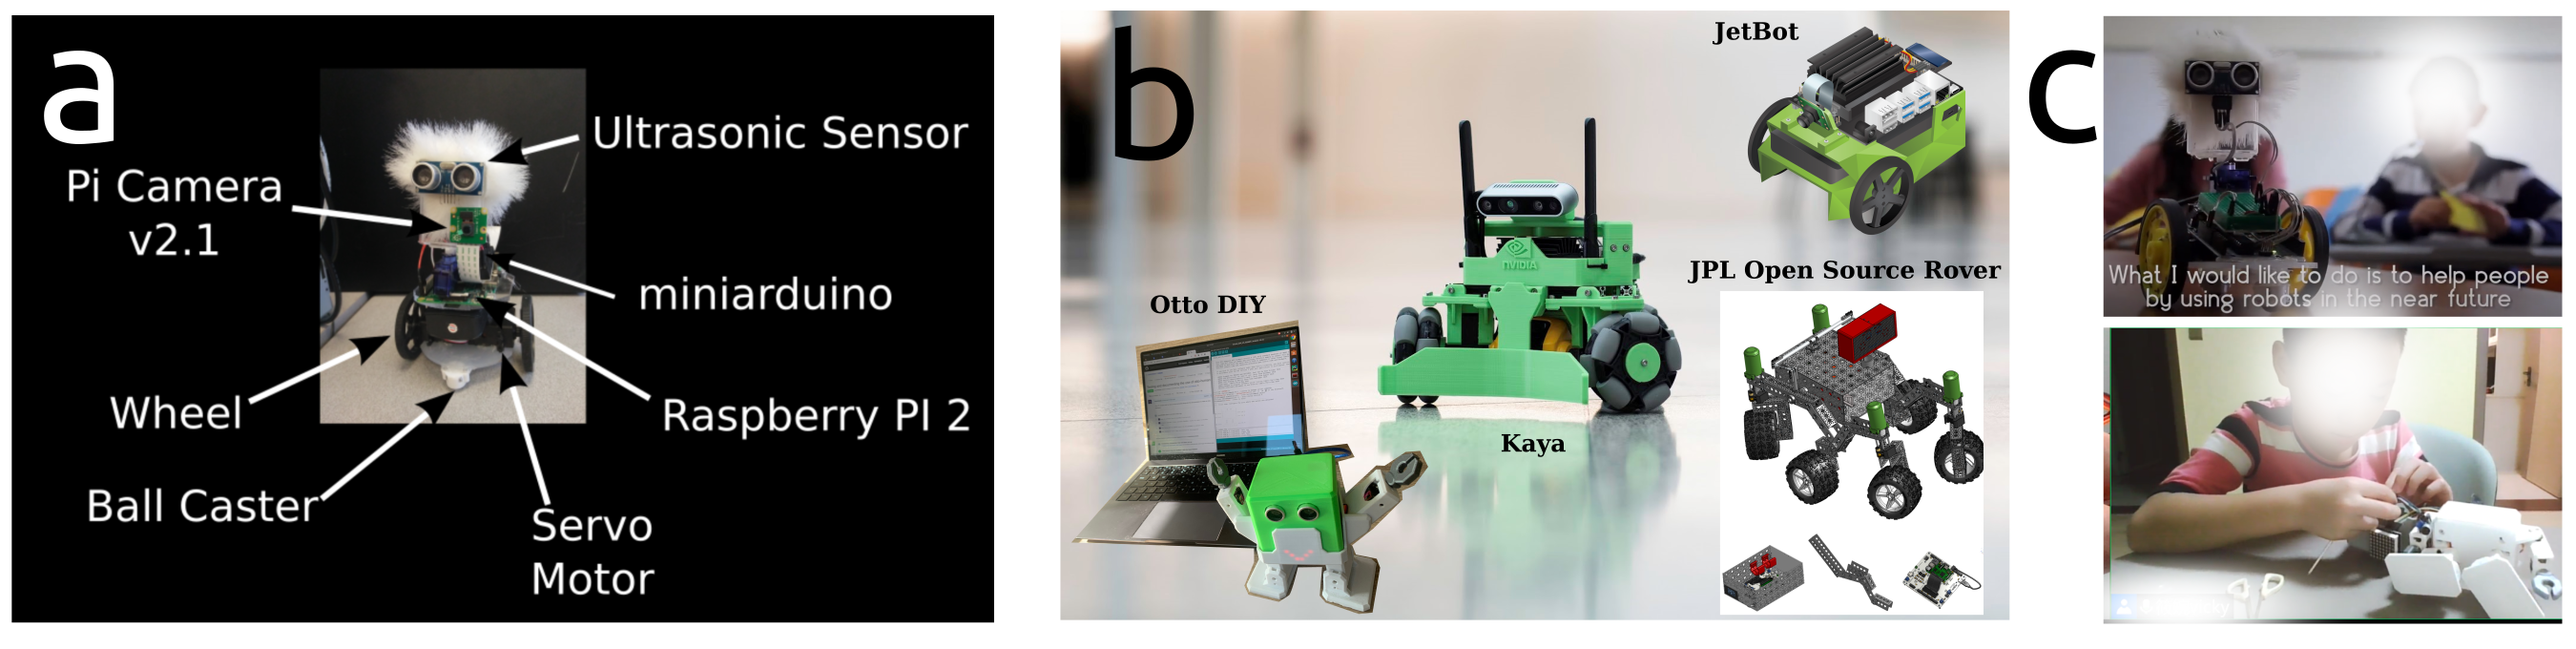 a
Ultrasonic Sensor
Pi Camera
v2.1
miniarduino
Wheel
Raspberry PI 2
Ball Caster
Servo
Motor
b
JetBot
NVIDIA
JPL Open Source Rover
Otto DIY
Kaya
c
What I would like to do is to help people
by using robots in the near future